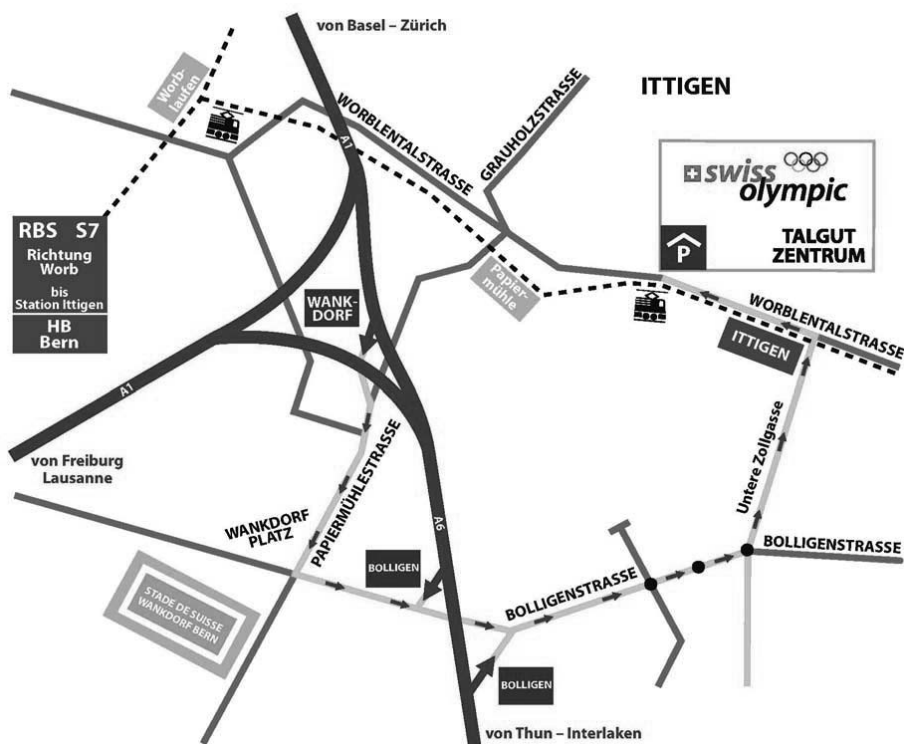 von Basel – Zürich
ITTIGEN
Worb-
laufen
WORBLENTALSTRASSE
GRAUHOLZSTRASSE
A1
swiss
olympic
P
TALGUT
ZENTRUM
RBS S7
Richtung
Worb
bis
Station Ittigen
HB
Bern
Papier-
mühle
WANK-
DORF
WORBLENTALSTRASSE
ITTIGEN
A1
von Freiburg
Lausanne
PAPIERMÜHLESTRASSE
Untere Zollgasse
A6
WANKDORF
PLATZ
BOLLIGENSTRASSE
BOLLIGEN
BOLLIGENSTRASSE
STADE DE SUISSE
WANKDORF BERN
BOLLIGEN
von Thun – Interlaken